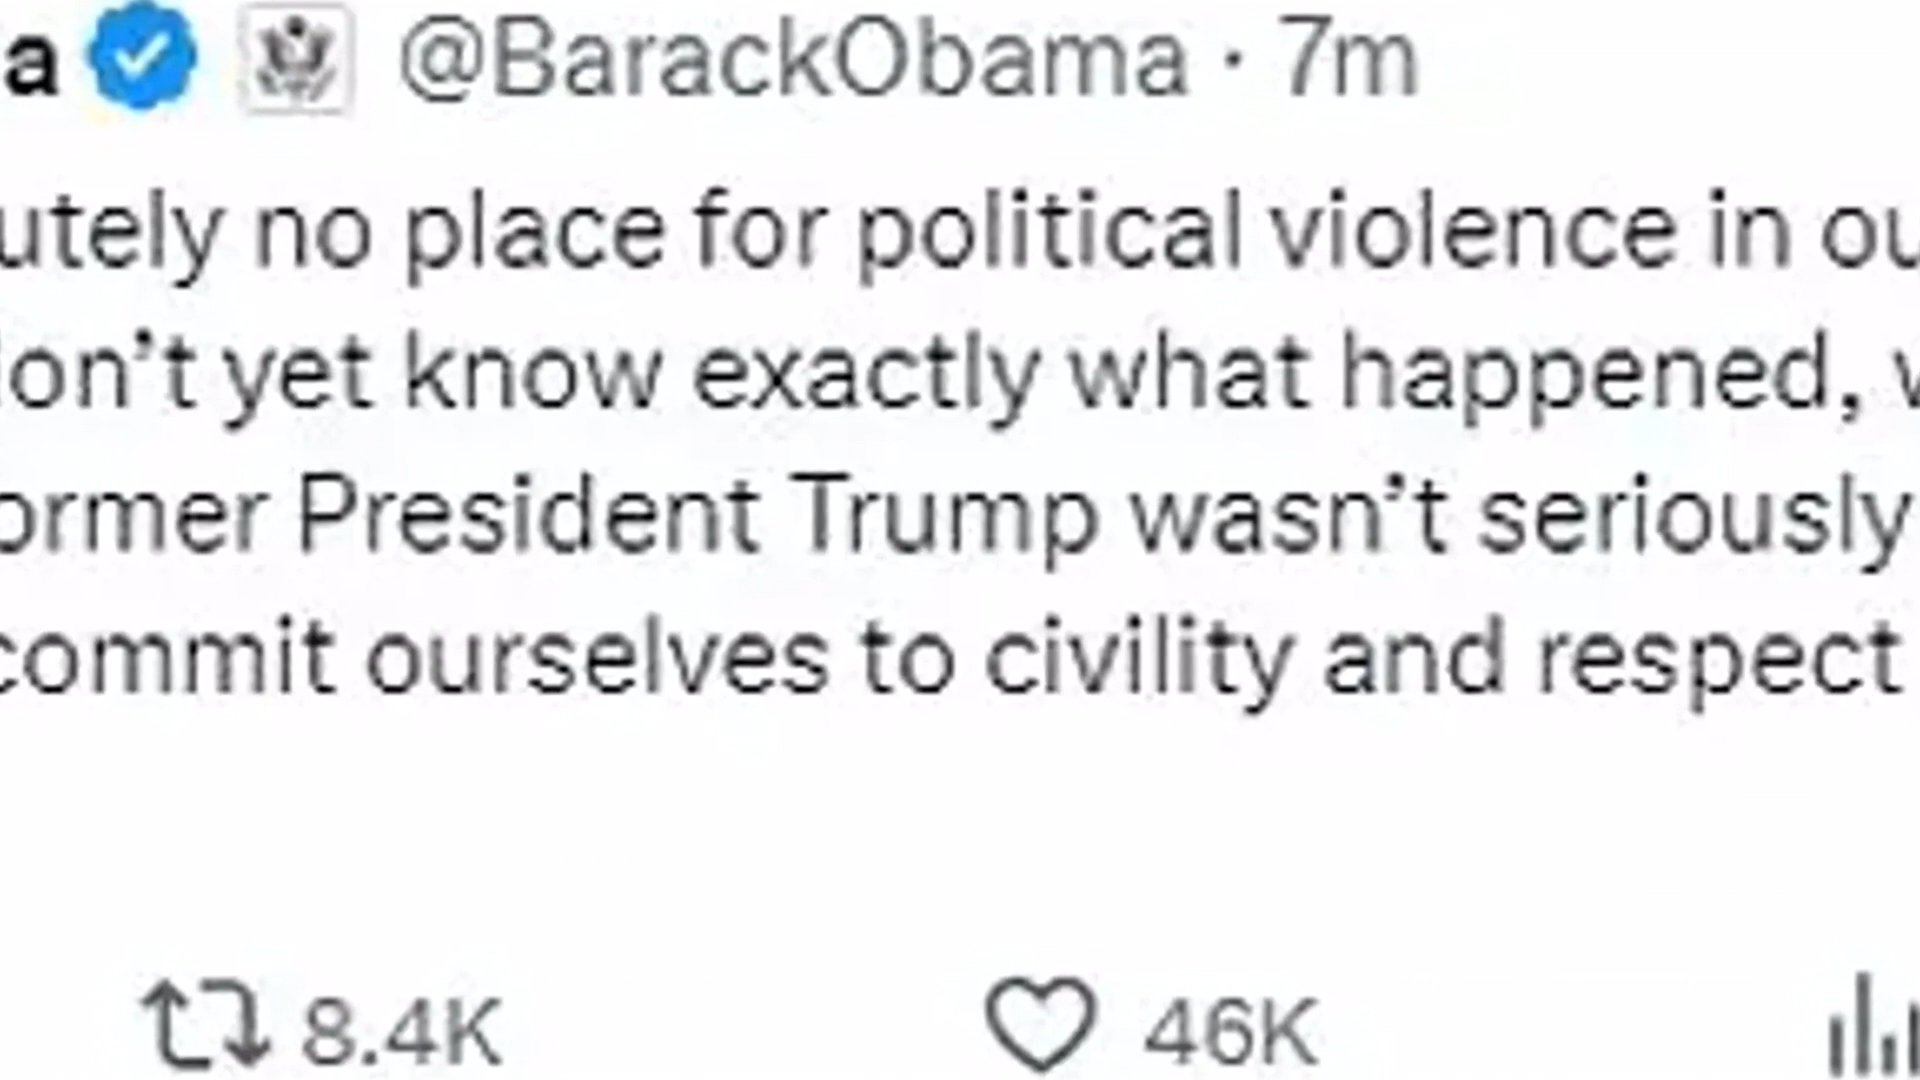 a @BarackObama · 7m
utely no place for political violence in ou
on't yet know exactly what happened, w
ormer President Trump wasn't seriously
commit ourselves to civility and respect
8.4K 46K